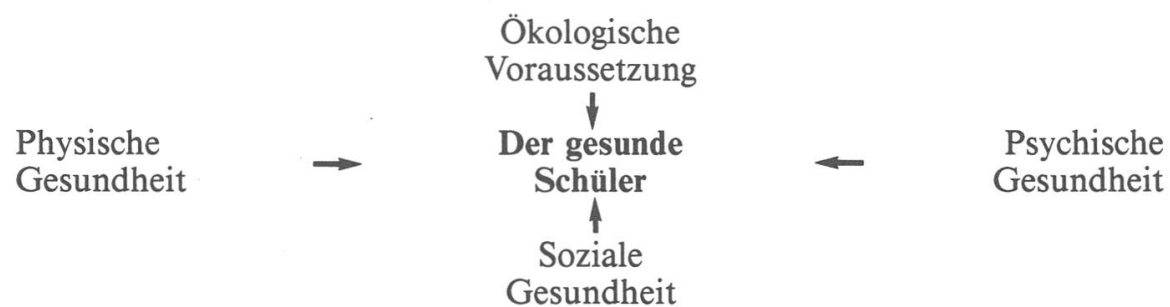 Ökologische
Voraussetzung
Physische
Gesundheit
Der gesunde
Schüler
Psychische
Gesundheit
Soziale
Gesundheit